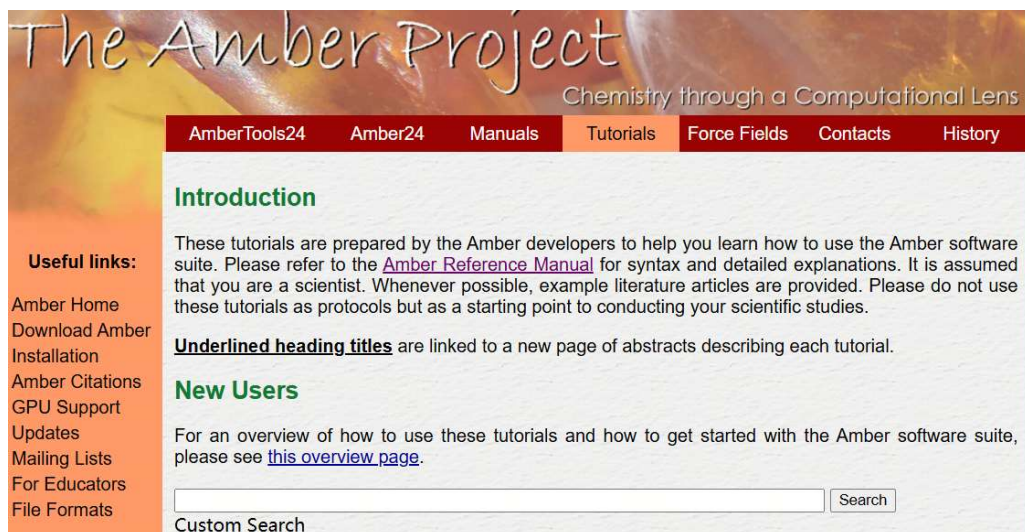 The Amber Project
Chemistry through a Computational Lens
AmberTools24 Amber24 Manuals Tutorials Force Fields Contacts History
Useful links:
Amber Home
Download Amber
Installation
Amber Citations
GPU Support
Updates
Mailing Lists
For Educators
File Formats
Introduction
These tutorials are prepared by the Amber developers to help you learn how to use the Amber software
suite. Please refer to the Amber Reference Manual for syntax and detailed explanations. It is assumed
that you are a scientist. Whenever possible, example literature articles are provided. Please do not use
these tutorials as protocols but as a starting point to conducting your scientific studies.
Underlined heading titles are linked to a new page of abstracts describing each tutorial.
New Users
For an overview of how to use these tutorials and how to get started with the Amber software suite,
please see this overview page.
Search
Custom Search